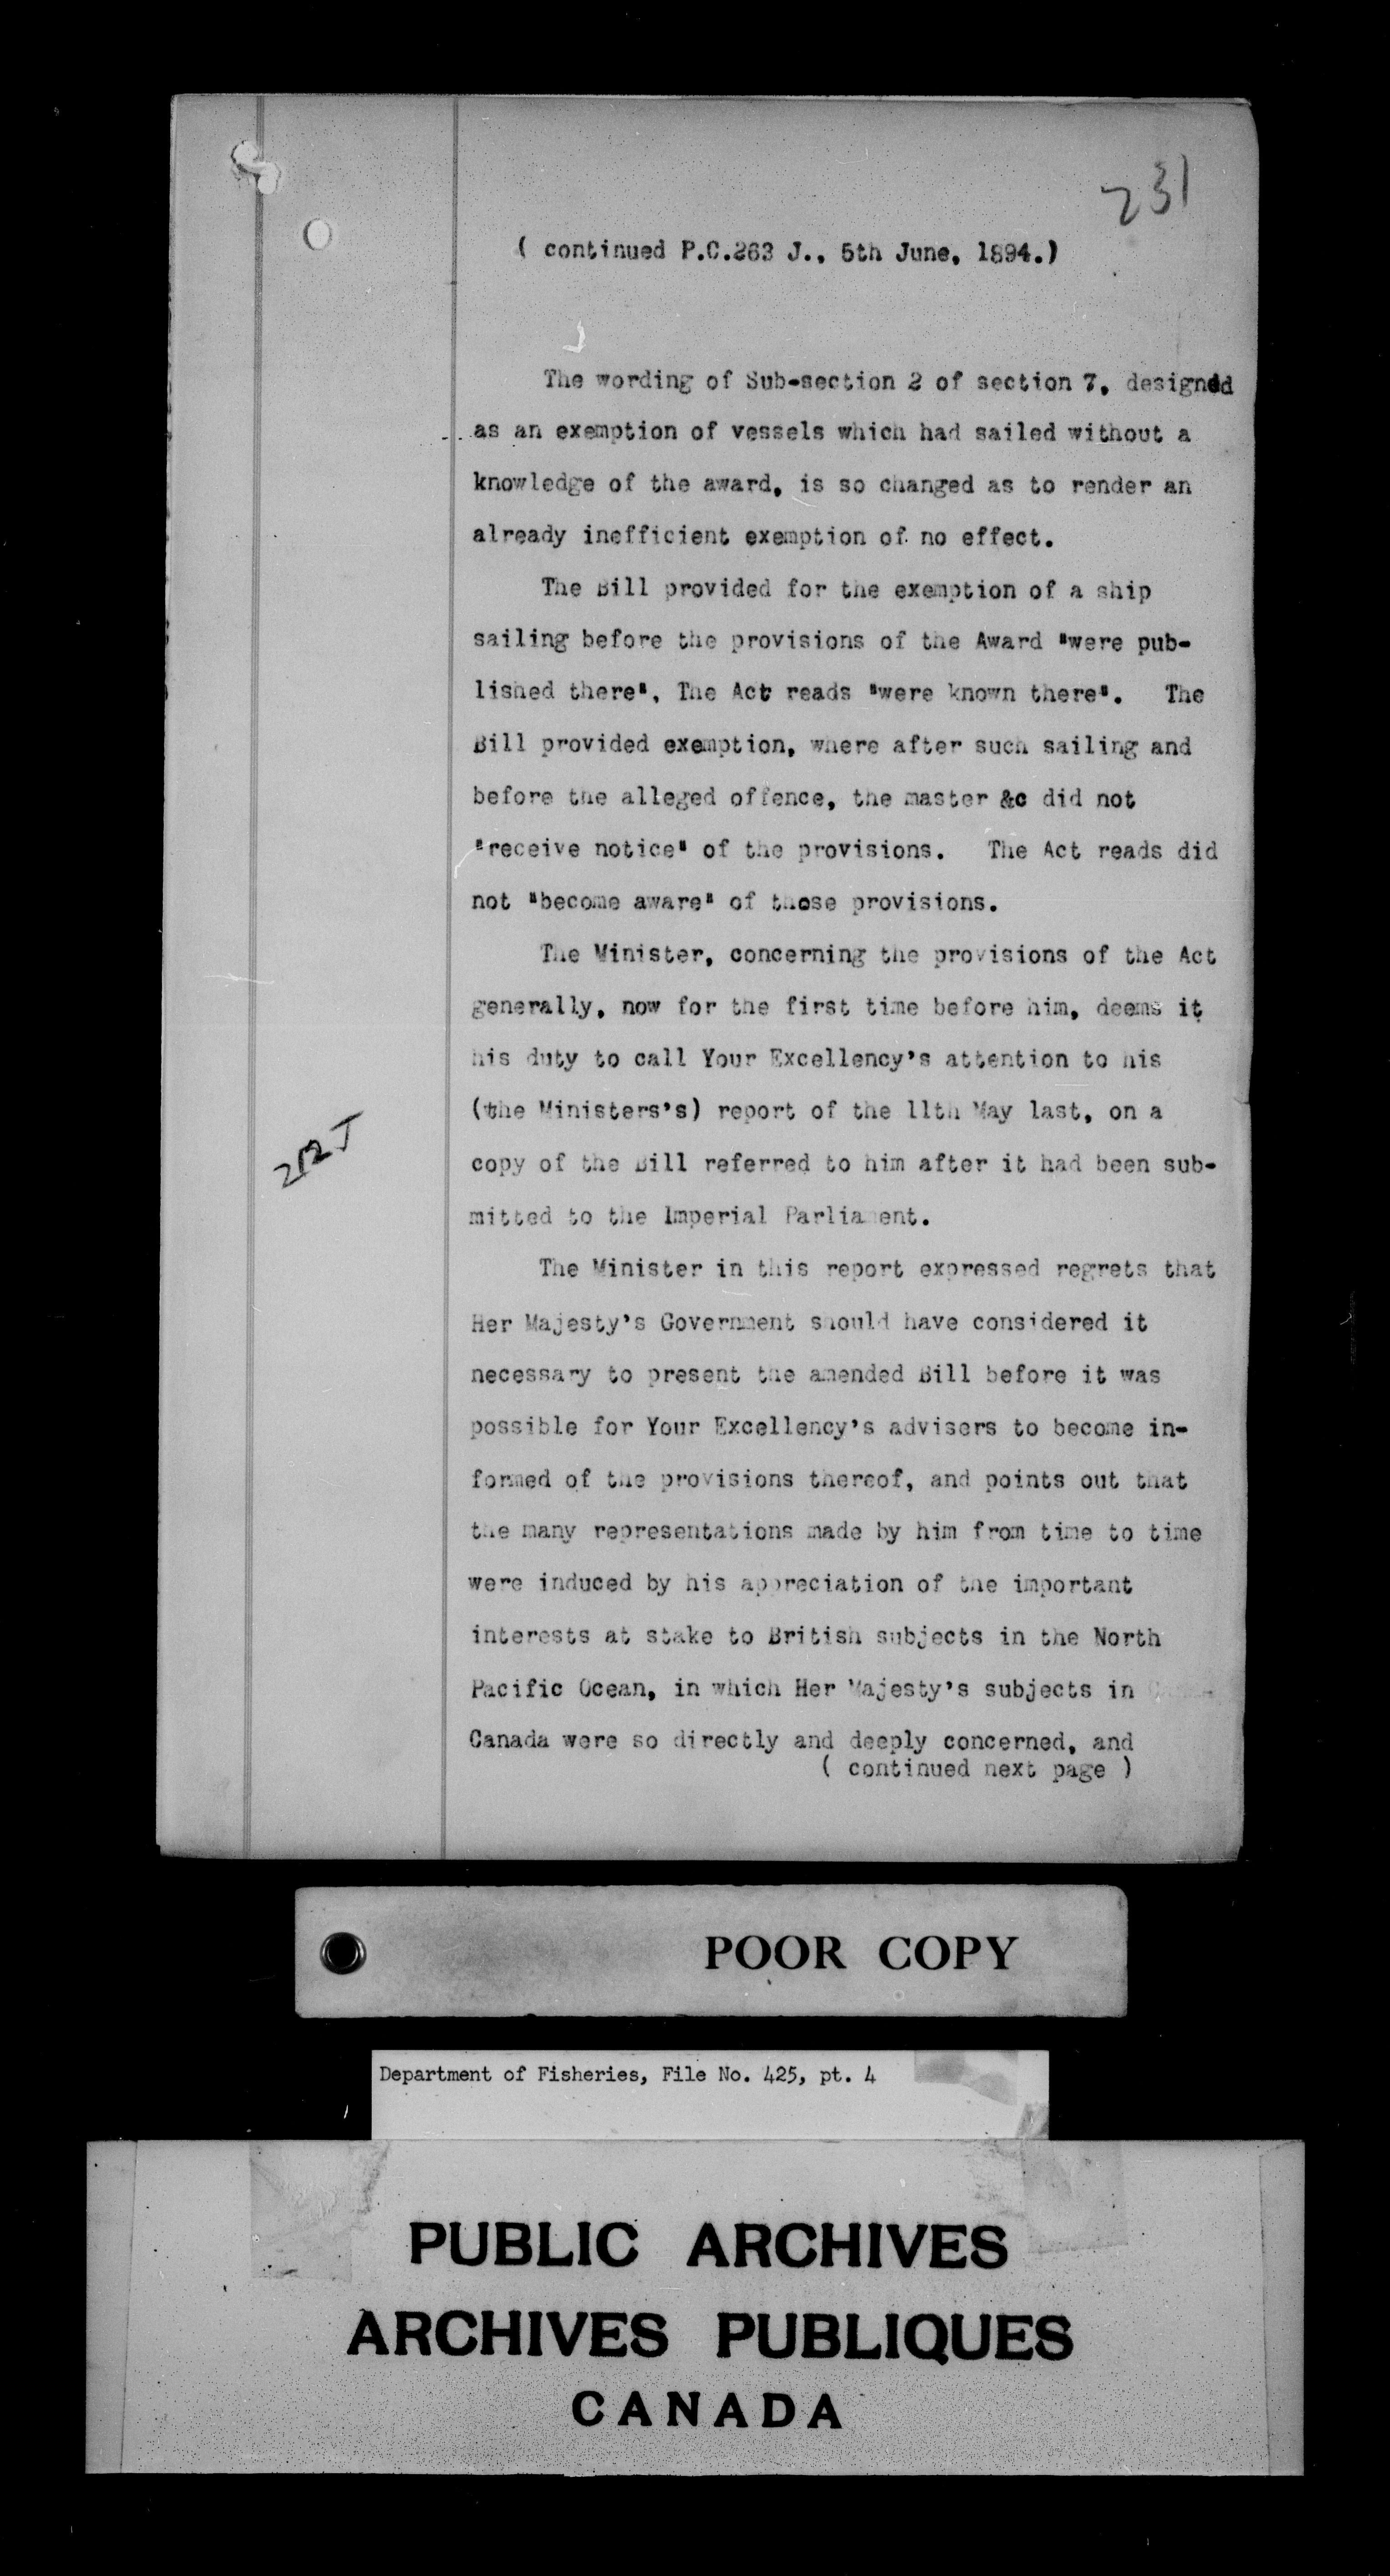 231
( continued P.C.263 J., 5th June, 1894.)
The wording of Sub-section 2 of section 7, designed
as an exemption of vessels which had sailed without a
knowledge of the award, is so changed as to render an
already inefficient exemption of no effect.
The Bill provided for the exemption of a ship
sailing before the provisions of the Award "were pub-
lished there", The Act reads "were known there". The
Bill provided exemption, where after such sailing and
before the alleged offence, the master &c did not
"receive notice" of the provisions. The Act reads did
not "become aware" of those provisions.
The Minister, concerning the provisions of the Act
generally, now for the first time before him, deems it
his duty to call Your Excellency's attention to his
(the Ministers's) report of the 11th May last, on a
212 J
copy of the Bill referred to him after it had been sub-
mitted to the Imperial Parliament.
The Minister in this report expressed regrets that
Her Majesty's Government should have considered it
necessary to present the amended Bill before it was
possible for Your Excellency's advisers to become in-
formed of the provisions thereof, and points out that
the many representations made by him from time to time
were induced by his appreciation of the important
interests at stake to British subjects in the North
Pacific Ocean, in which Her Majesty's subjects in
Canada were so directly and deeply concerned, and
( continued next page )
POOR COPY
Department of Fisheries, File No. 425, pt. 4
PUBLIC ARCHIVES
ARCHIVES PUBLIQUES
CANADA